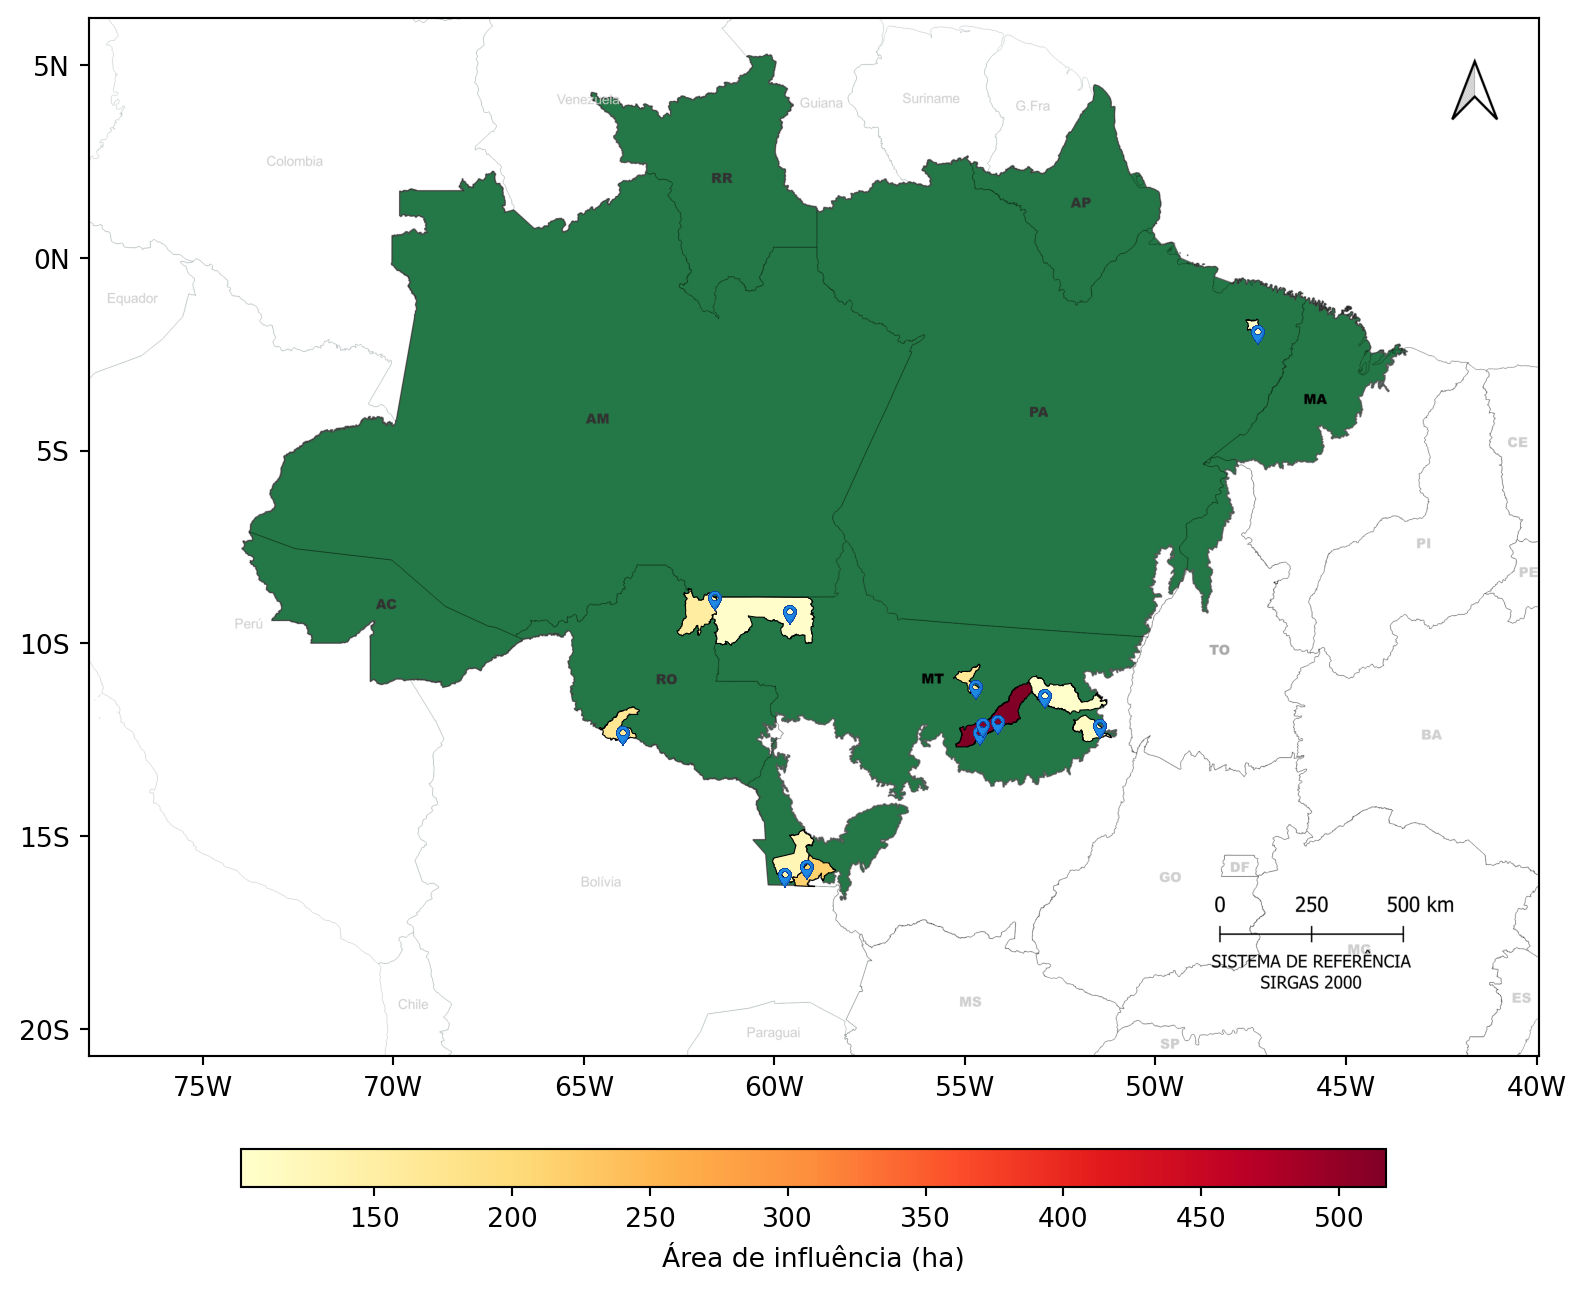 5N
0N
5S
10S
15S
20S
Venezuela
Guiana
Suriname
G.Fra
Colombia
RR
AP
Equador
AM
PA
MA
CE
PI
PE
AC
Perú
RO
MT
TO
BA
Bolívia
GO
DF
0 250 500 km
MG
SISTEMA DE REFERÊNCIA
SIRGAS 2000
Chile
MS
ES
Paraguai
SP
75W 70W 65W 60W 55W 50W 45W 40W
150 200 250 300 350 400 450 500
Área de influência (ha)